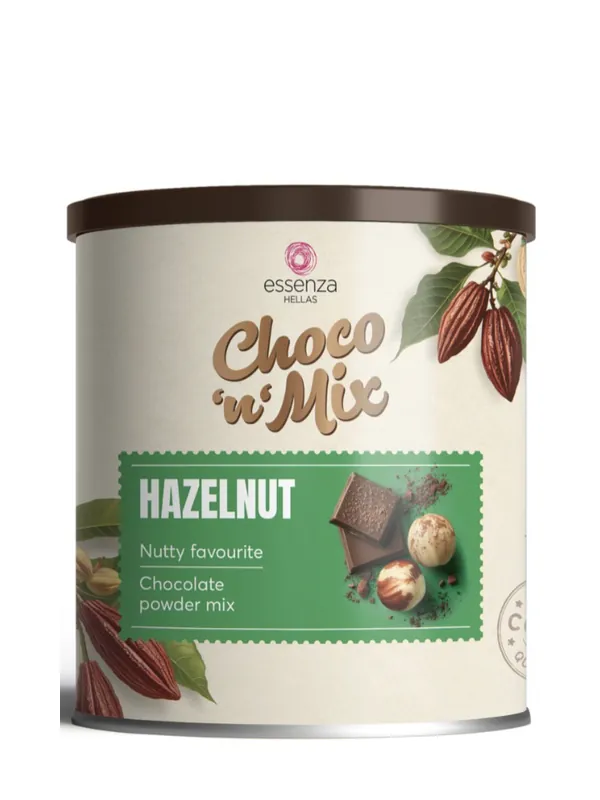 essenza
HELLAS
Choco
'n' Mix
HAZELNUT
Nutty favourite
Chocolate
powder mix